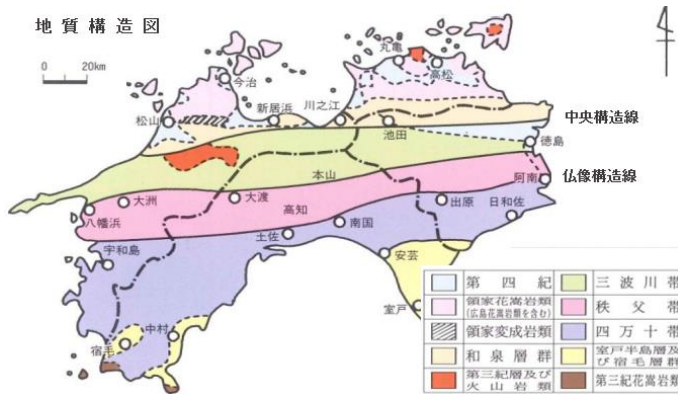 地質構造図
0 20km
丸亀
高松
今治
新居浜
川之江
松山
池田
中央構造線
徳島
本山
阿南
仏像構造線
大洲
大渡
高知
出原
日和佐
八幡浜
土佐
南国
宇和島
安芸
室戸
中村
宿毛
第四紀
三波川帯
領家花崗岩類
(広島花崗岩類を含む)
秩父帯
領家変成岩類
四万十帯
和泉層群
室戸半島層及
び宿毛層群
第三紀層及び
火山岩類
第三紀花崗岩類